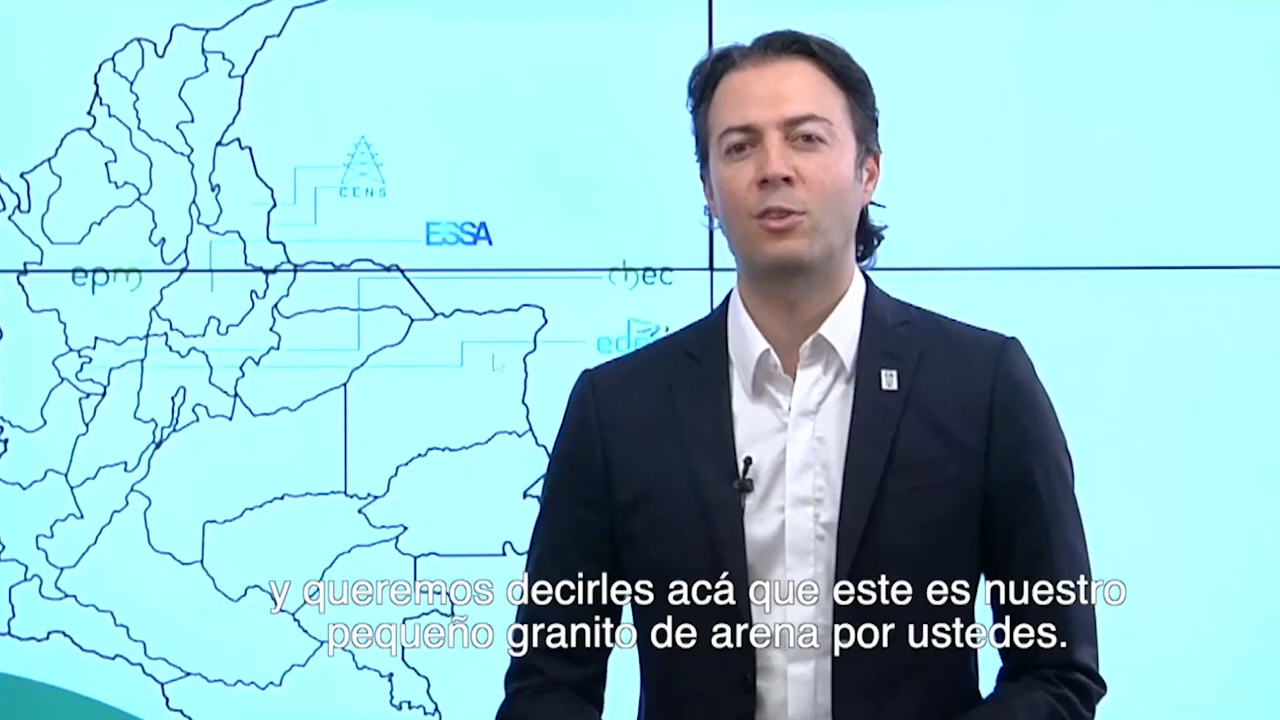 CENS
ESSA
epm
chec
y queremos decirles acá que este es nuestro
pequeño granito de arena por ustedes.